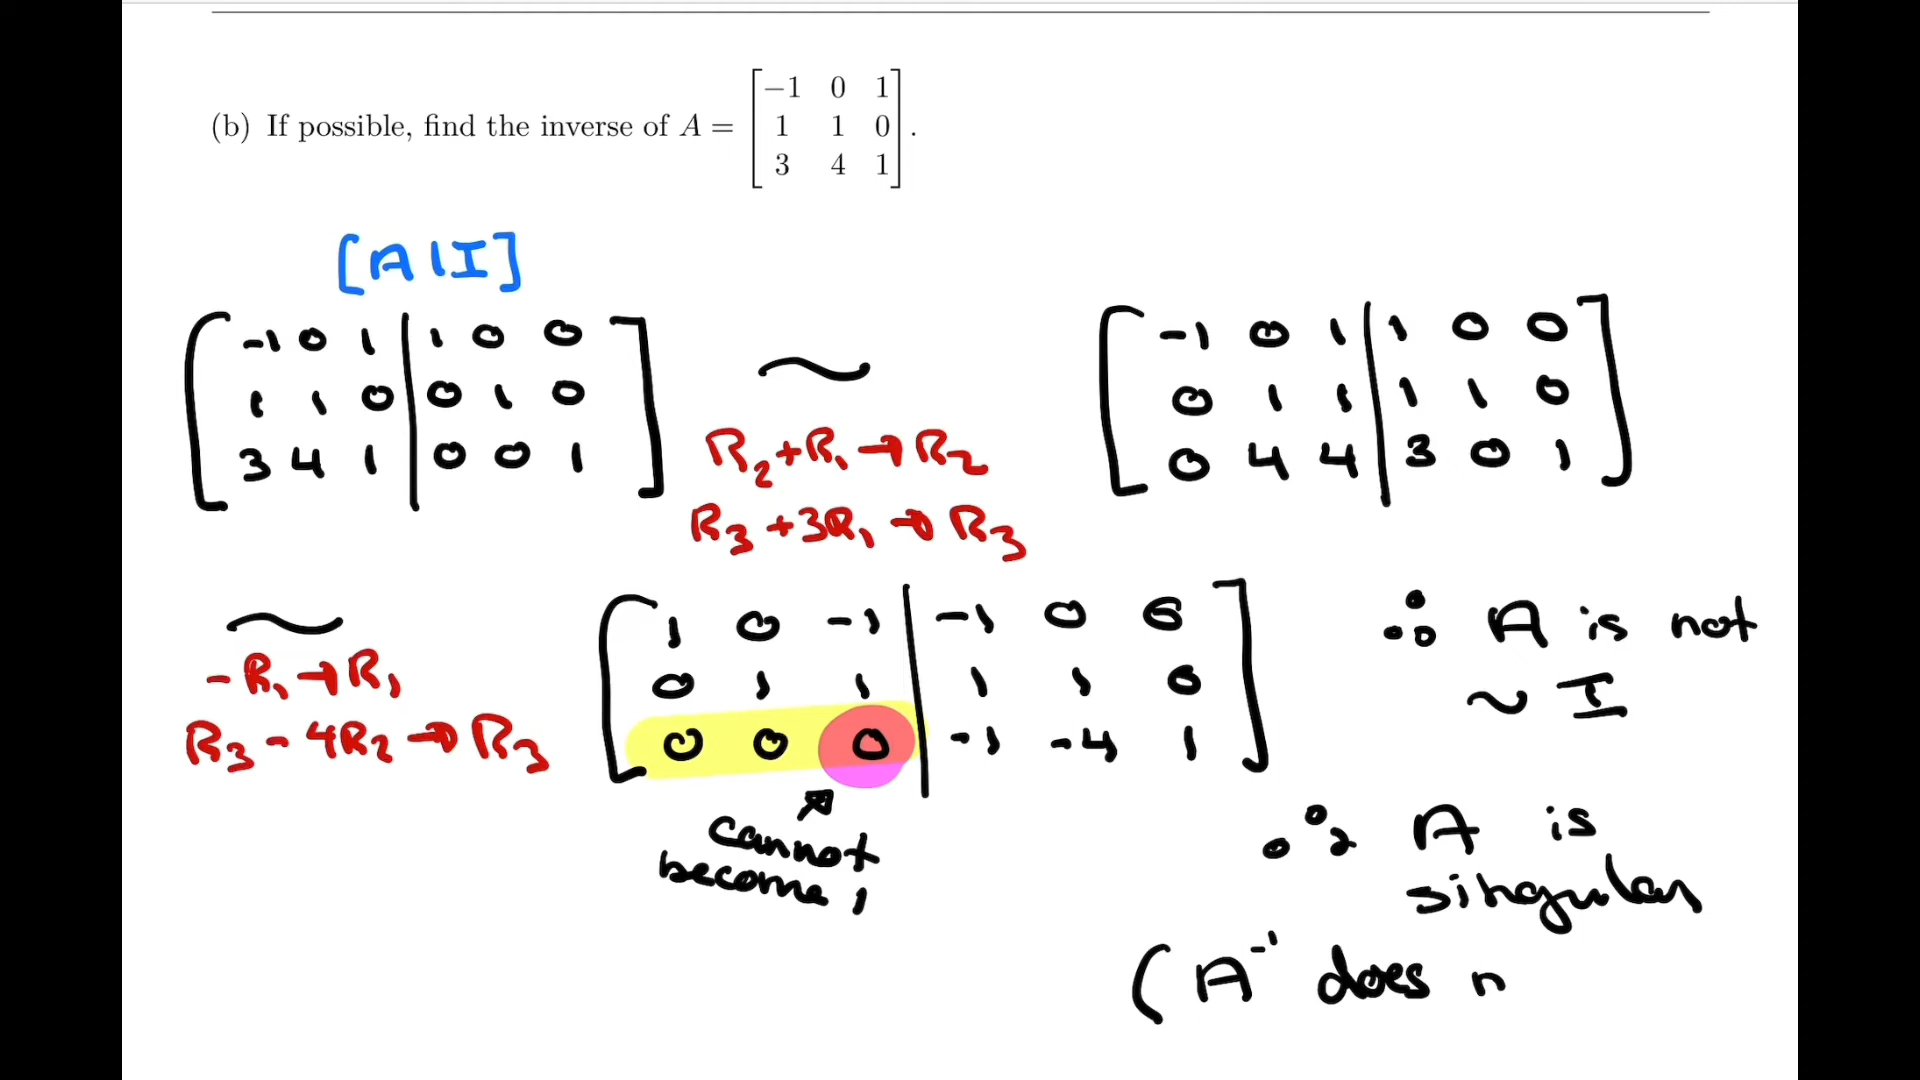 (b) If possible, find the inverse of A = [−1 0 1
1 1 0
3 4 1].
[A|I]
[-1 0 1 | 1 0 0
1 1 0 | 0 1 0
3 4 1 | 0 0 1]
~
R₂+R₁→R₂
R₃+3R₁→R₃
[-1 0 1 | 1 0 0
0 1 1 | 1 1 0
0 4 4 | 3 0 1]
~
-R₁→R₁
R₃-4R₂→R₃
[1 0 -1 | -1 0 0
0 1 1 | 1 1 0
0 0 0 | -1 -4 1]
cannot
become 1
∴ A is not
~ I
∴ A is
singular
(A⁻¹ does n